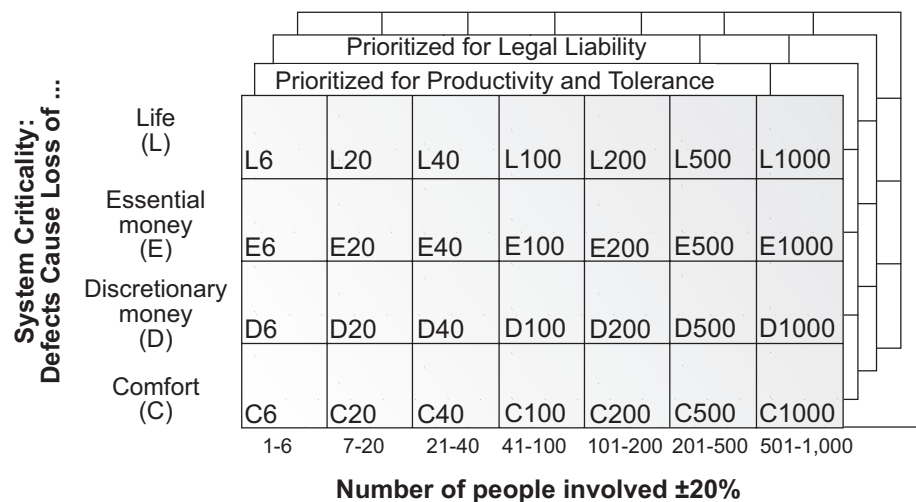 Prioritized for Legal Liability
Prioritized for Productivity and Tolerance
System Criticality:
Defects Cause Loss of ...
Life
(L)
L6 L20 L40 L100 L200 L500 L1000
Essential
money
(E)
E6 E20 E40 E100 E200 E500 E1000
Discretionary
money
(D)
D6 D20 D40 D100 D200 D500 D1000
Comfort
(C)
C6 C20 C40 C100 C200 C500 C1000
1-6 7-20 21-40 41-100 101-200 201-500 501-1,000
Number of people involved ±20%